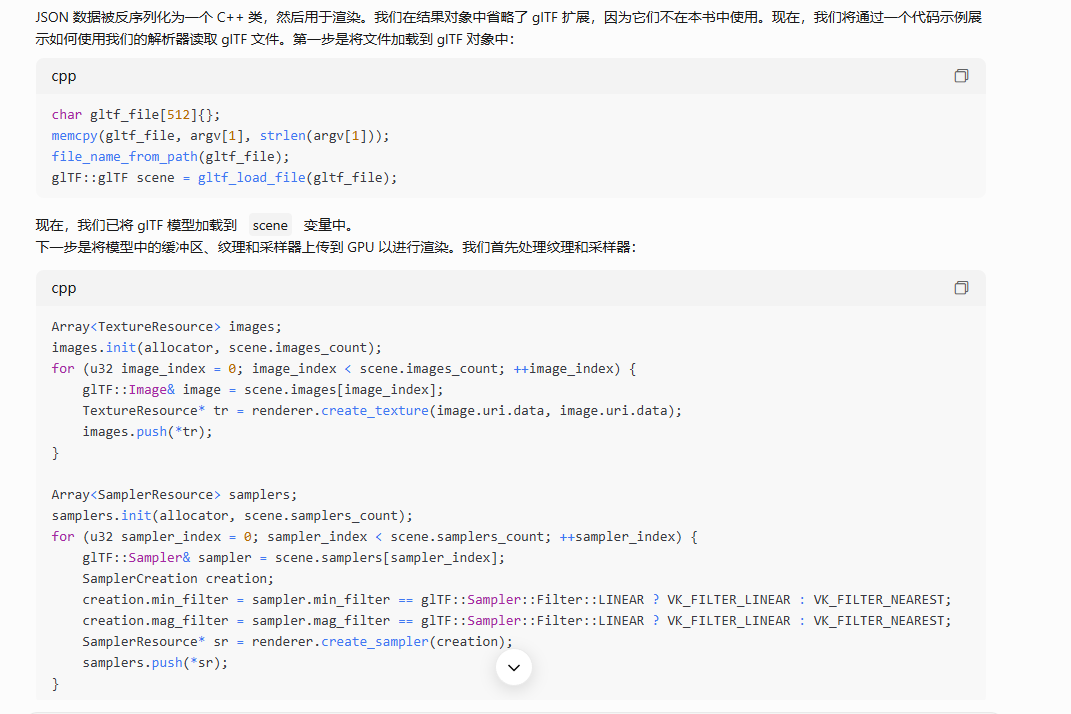 JSON 数据被反序列化为一个 C++ 类，然后用于渲染。我们在结果对象中省略了 glTF 扩展，因为它们不在本书中使用。现在，我们将通过一个代码示例展
示如何使用我们的解析器读取 glTF 文件。第一步是将文件加载到 glTF 对象中：
cpp
char gltf_file[512]{};
memcpy(gltf_file, argv[1], strlen(argv[1]));
file_name_from_path(gltf_file);
glTF::glTF scene = gltf_load_file(gltf_file);
现在，我们已将 glTF 模型加载到 scene 变量中。
下一步是将模型中的缓冲区、纹理和采样器上传到 GPU 以进行渲染。我们首先处理纹理和采样器：
cpp
Array<TextureResource> images;
images.init(allocator, scene.images_count);
for (u32 image_index = 0; image_index < scene.images_count; ++image_index) {
    glTF::Image& image = scene.images[image_index];
    TextureResource* tr = renderer.create_texture(image.uri.data, image.uri.data);
    images.push(*tr);
}
Array<SamplerResource> samplers;
samplers.init(allocator, scene.samplers_count);
for (u32 sampler_index = 0; sampler_index < scene.samplers_count; ++sampler_index) {
    glTF::Sampler& sampler = scene.samplers[sampler_index];
    SamplerCreation creation;
    creation.min_filter = sampler.min_filter == glTF::Sampler::Filter::LINEAR ? VK_FILTER_LINEAR : VK_FILTER_NEAREST;
    creation.mag_filter = sampler.mag_filter == glTF::Sampler::Filter::LINEAR ? VK_FILTER_LINEAR : VK_FILTER_NEAREST;
    SamplerResource* sr = renderer.create_sampler(creation);
    samplers.push(*sr);
}